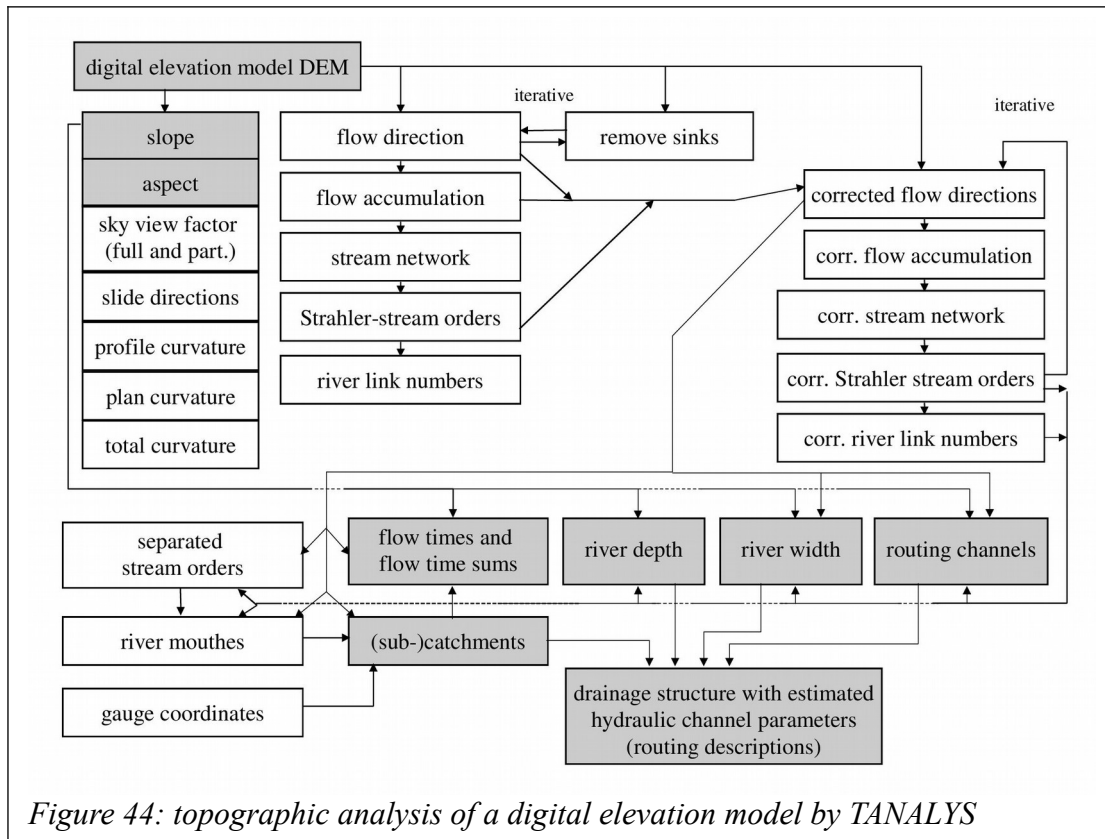 digital elevation model DEM
iterative
iterative
slope
flow direction
remove sinks
aspect
flow accumulation
corrected flow directions
sky view factor
(full and part.)
stream network
corr. flow accumulation
slide directions
Strahler-stream orders
corr. stream network
profile curvature
river link numbers
corr. Strahler stream orders
plan curvature
corr. river link numbers
total curvature
separated
stream orders
flow times and
flow time sums
river depth
river width
routing channels
river mouthes
(sub-)catchments
gauge coordinates
drainage structure with estimated
hydraulic channel parameters
(routing descriptions)
Figure 44: topographic analysis of a digital elevation model by TANALYS